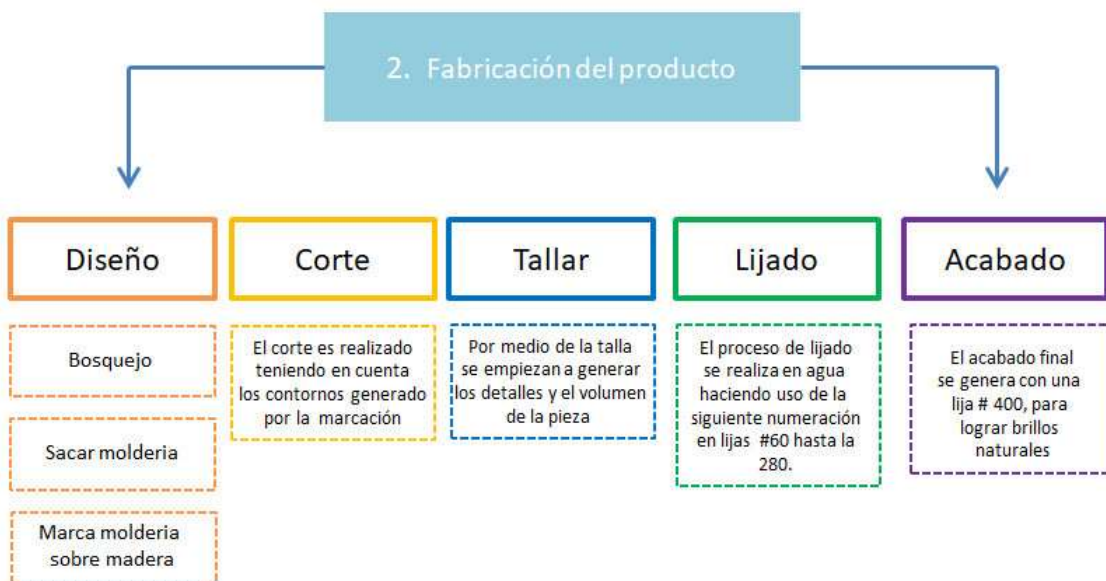 2. Fabricación del producto
Diseño
Bosquejo
Sacar molderia
Marca molderia
sobre madera
Corte
El corte es realizado
teniendo en cuenta
los contornos generado
por la marcación
Tallar
Por medio de la talla
se empiezan a generar
los detalles y el volumen
de la pieza
Lijado
El proceso de lijado
se realiza en agua
haciendo uso de la
siguiente numeración
en lijas #60 hasta la
280.
Acabado
El acabado final
se genera con una
lija # 400, para
lograr brillos
naturales